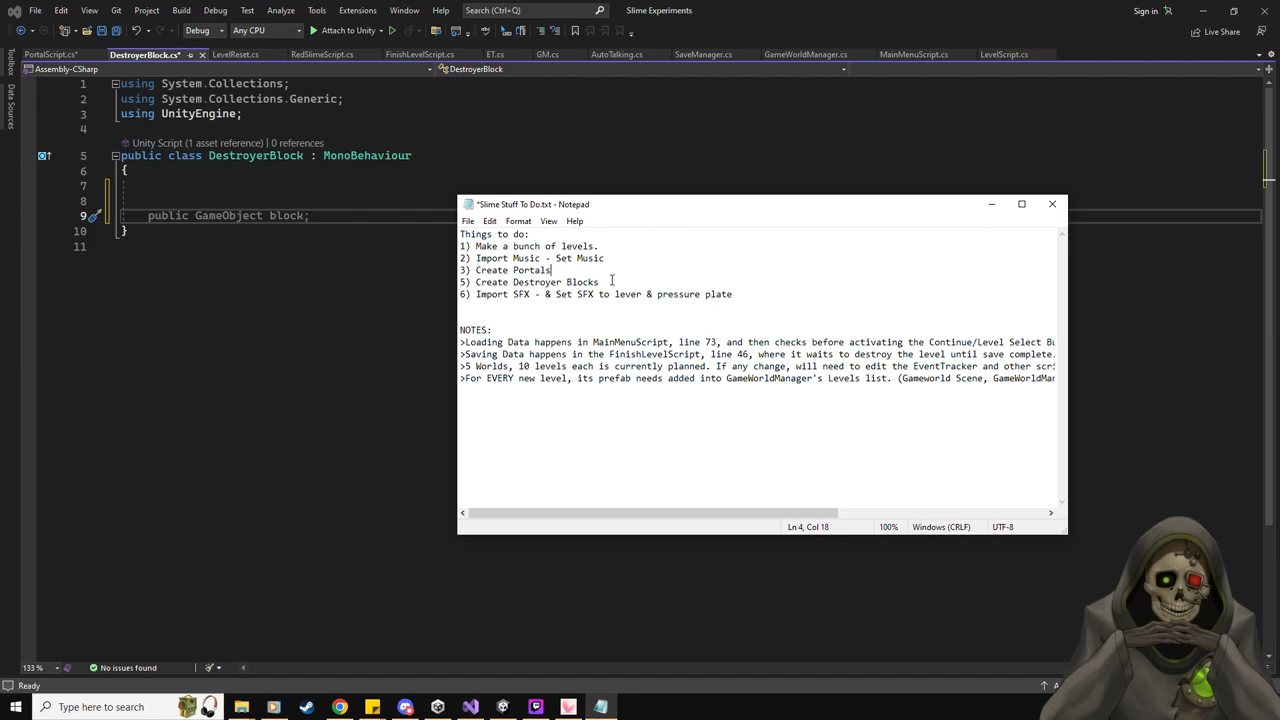 File Edit View Git Project Build Debug Test Analyze Tools Extensions Window Help Search (Ctrl+Q) Slime Experiments Sign in
Debug Any CPU Attach to Unity Live Share
PortalScript.cs* DestroyerBlock.cs* LevelReset.cs RedSlimeScript.cs FinishLevelScript.cs ET.cs GM.cs AutoTalking.cs SaveManager.cs GameWorldManager.cs MainMenuScript.cs LevelScript.cs
Toolbox
Data Sources
Assembly-CSharp DestroyerBlock
1 using System.Collections;
2 using System.Collections.Generic;
3 using UnityEngine;
4
Unity Script (1 asset reference) | 0 references
5 public class DestroyerBlock : MonoBehaviour
6 {
7
8
9 public GameObject block;
10 }
11
*Slime Stuff To Do.txt - Notepad
File Edit Format View Help
Things to do:
1) Make a bunch of levels.
2) Import Music - Set Music
3) Create Portals
5) Create Destroyer Blocks
6) Import SFX - & Set SFX to lever & pressure plate
NOTES:
>Loading Data happens in MainMenuScript, line 73, and then checks before activating the Continue/Level Select Bu
>Saving Data happens in the FinishLevelScript, line 46, where it waits to destroy the level until save complete.
>5 Worlds, 10 levels each is currently planned. If any change, will need to edit the EventTracker and other scri
>For EVERY new level, its prefab needs added into GameWorldManager's Levels list. (Gameworld Scene, GameWorldMan
Ln 4, Col 18 100% Windows (CRLF) UTF-8
133 % No issues found
Ready
Type here to search